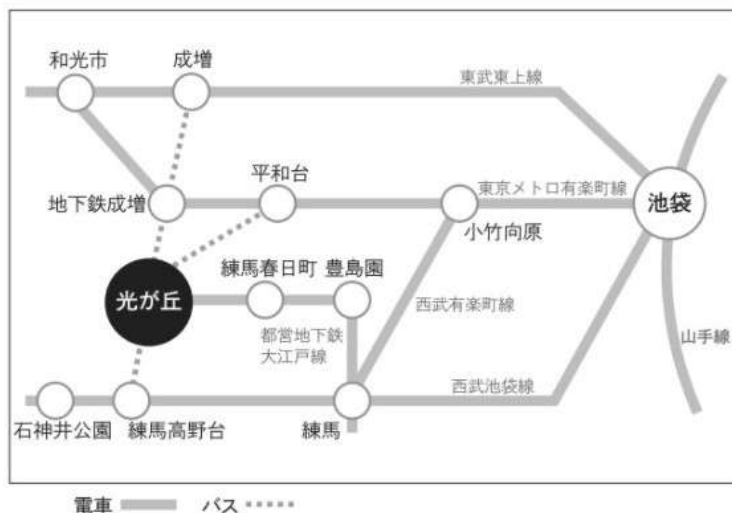 和光市
成増
東武東上線
地下鉄成増
平和台
東京メトロ有楽町線
池袋
小竹向原
光が丘
練馬春日町
豊島園
都営地下鉄
大江戸線
西武有楽町線
山手線
西武池袋線
石神井公園
練馬高野台
練馬
電車
バス